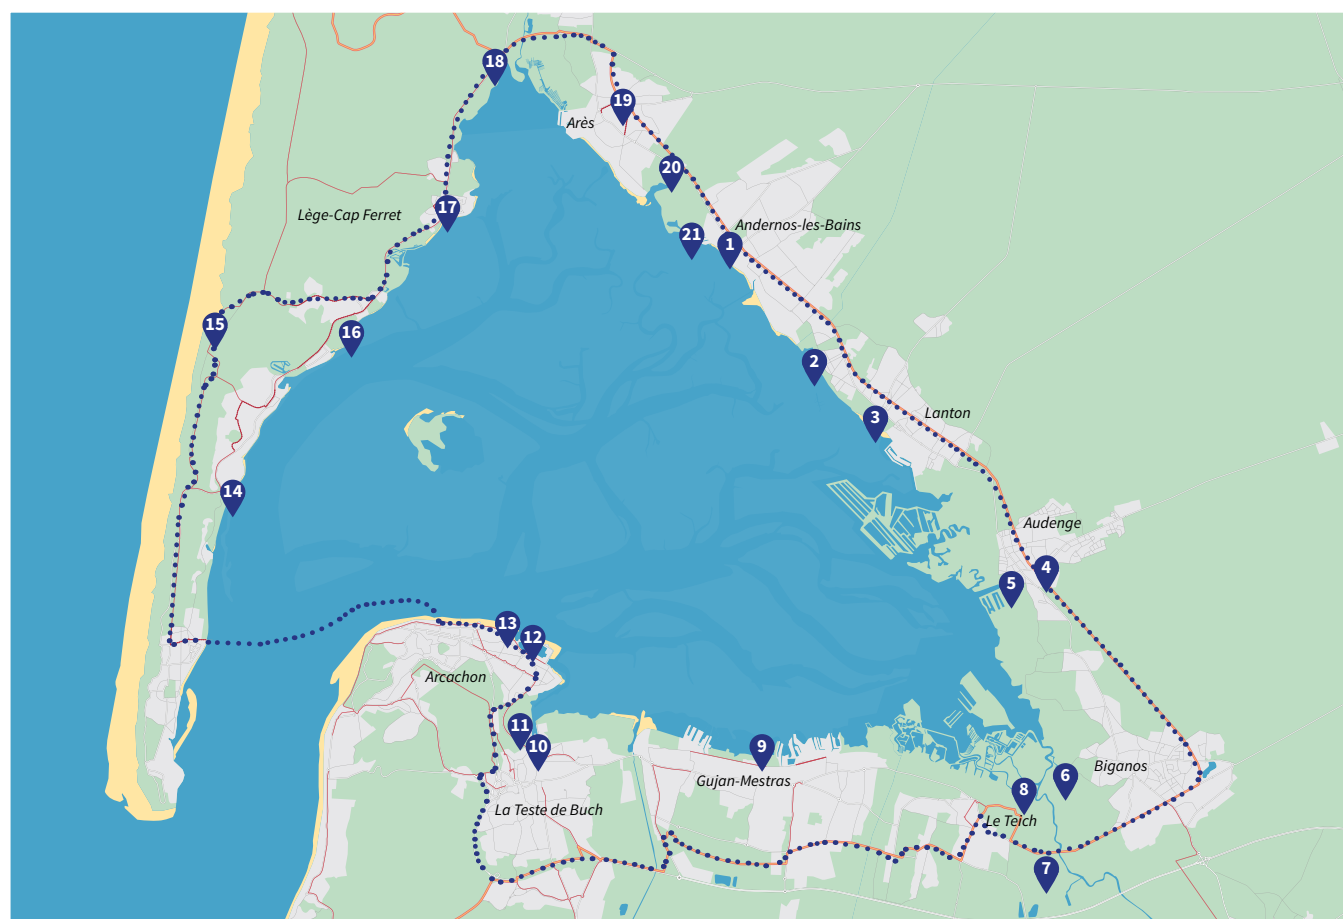 18
19
Arès
20
17
Lège-Cap Ferret
21
1
Andernos-les-Bains
15
16
2
3
Lanton
14
Audenge
4
5
13
12
Arcachon
11
10
9
6
Biganos
Gujan-Mestras
8
La Teste de Buch
Le Teich
7